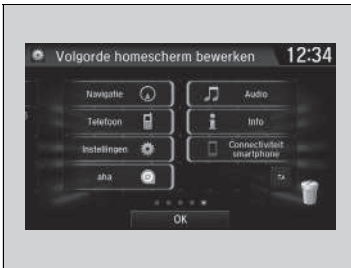 Volgorde homescherm bewerken 12:34
Navigatie Audio
Telefoon Info
Instellingen Connectiviteit
smartphone
aha
OK